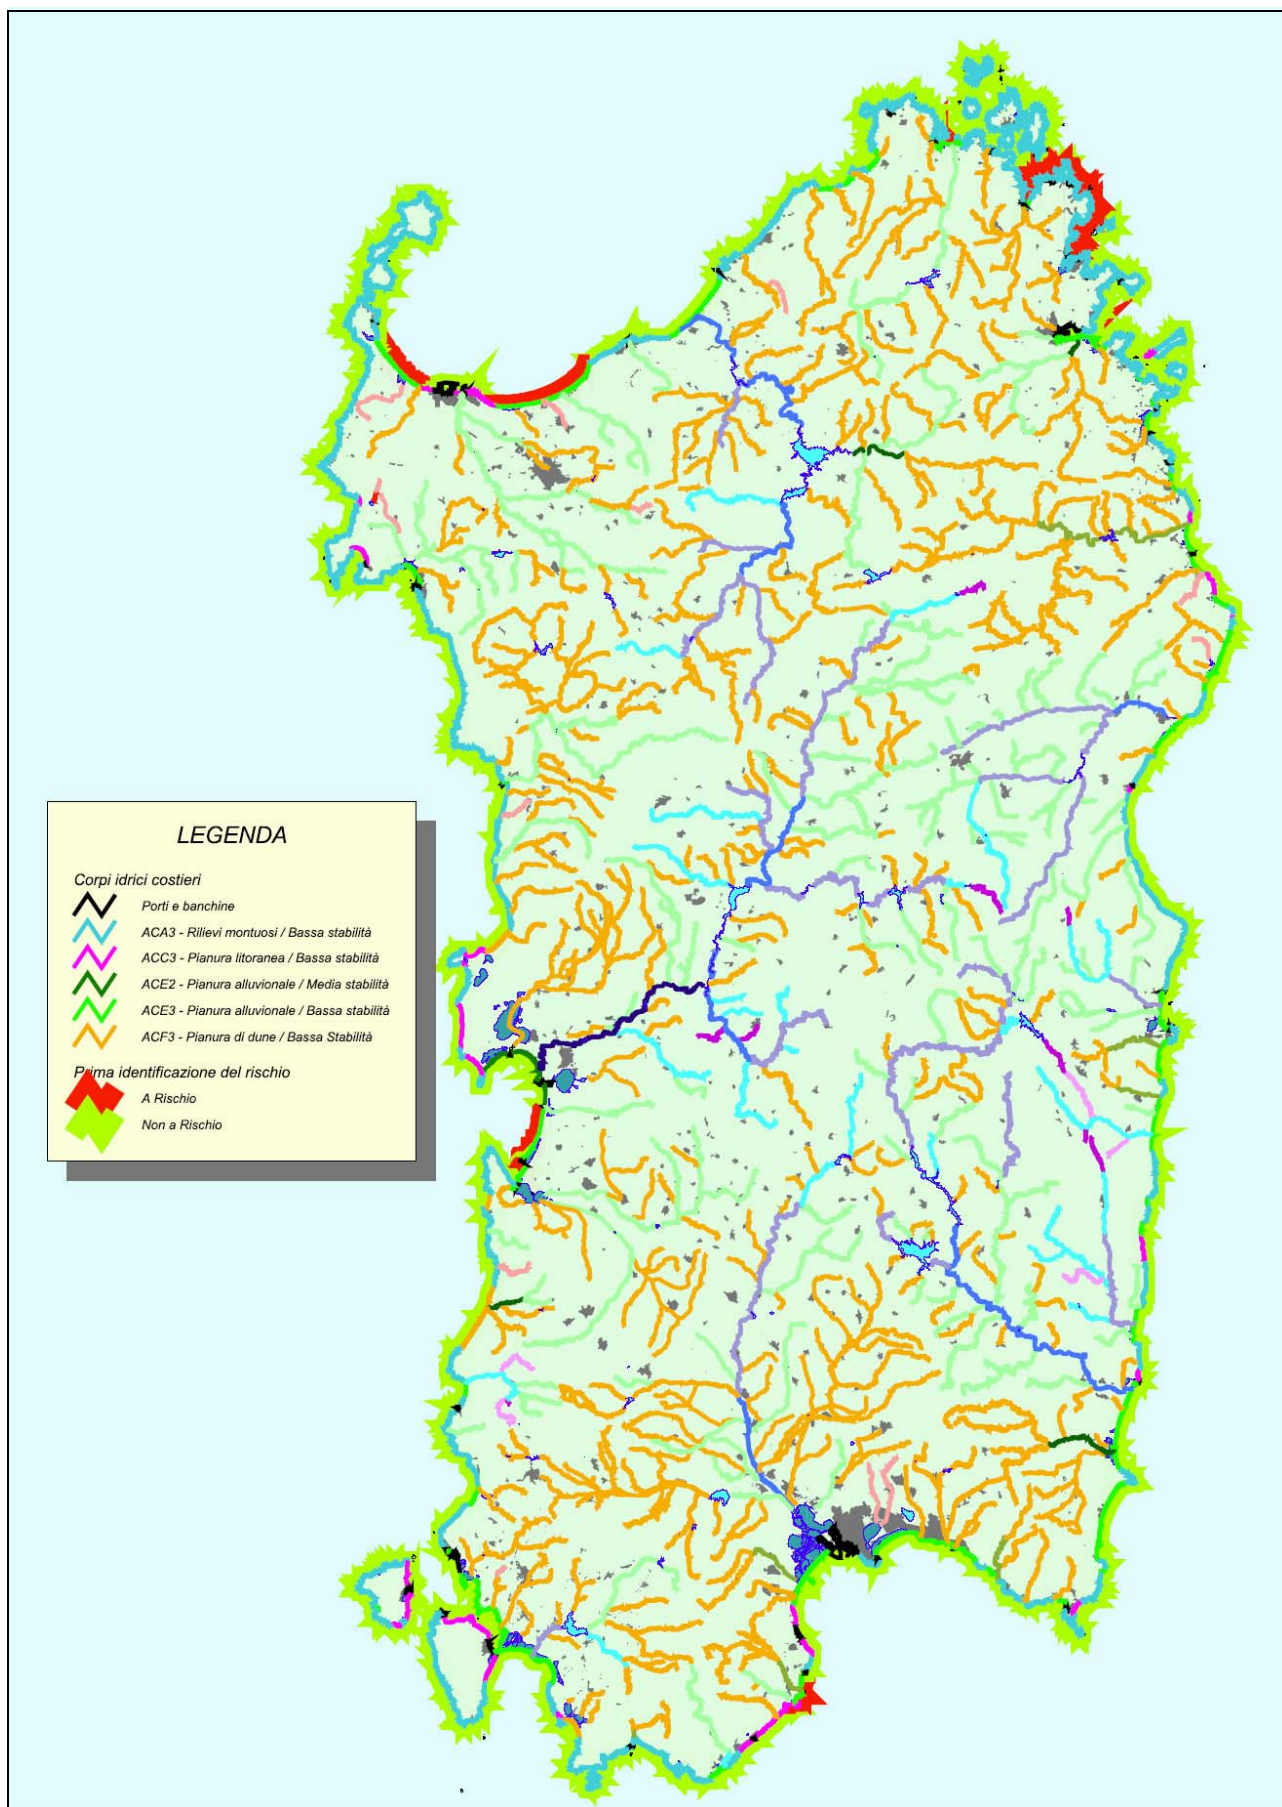 LEGENDA
Corpi idrici costieri
Porti e banchine
ACA3 - Rilievi montuosi / Bassa stabilità
ACC3 - Pianura litoranea / Bassa stabilità
ACE2 - Pianura alluvionale / Media stabilità
ACE3 - Pianura alluvionale / Bassa stabilità
ACF3 - Pianura di dune / Bassa Stabilità
Prima identificazione del rischio
A Rischio
Non a Rischio